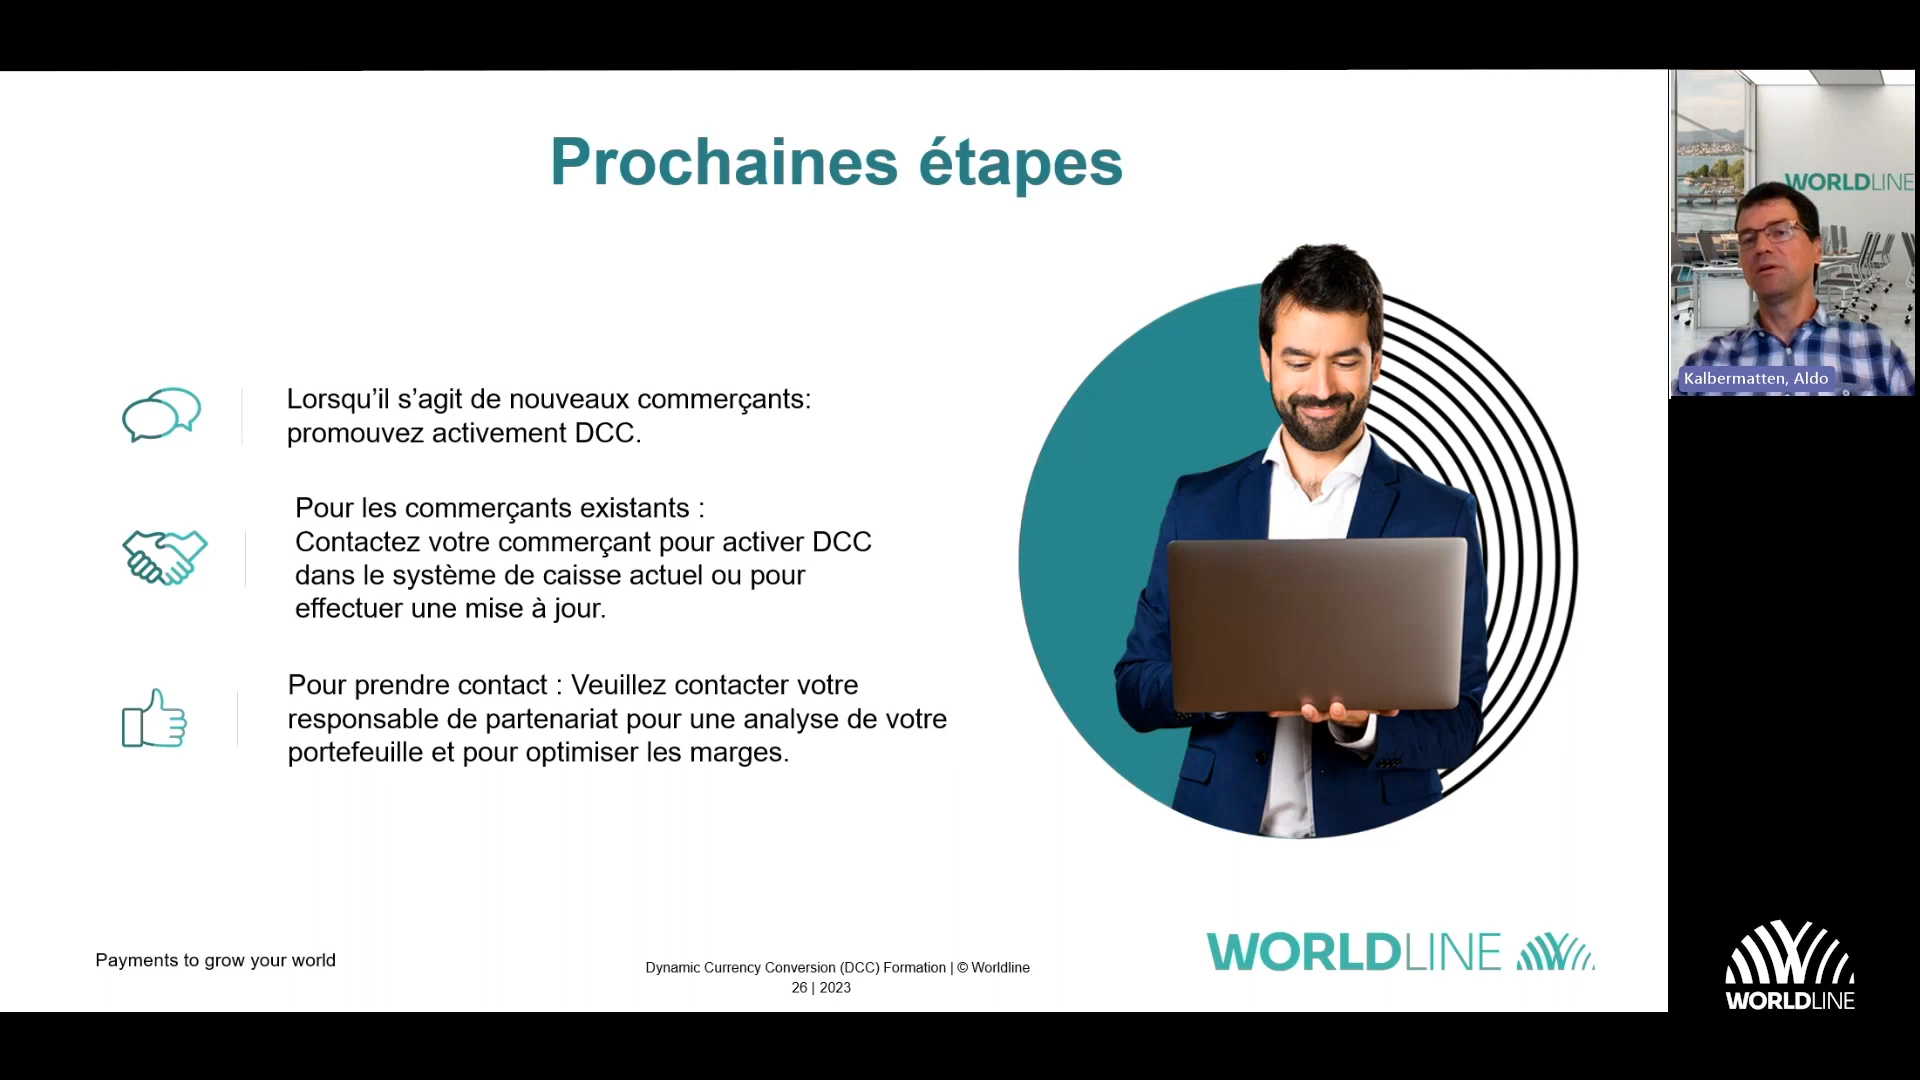 Prochaines étapes
Lorsqu’il s’agit de nouveaux commerçants:
promouvez activement DCC.
Pour les commerçants existants :
Contactez votre commerçant pour activer DCC
dans le système de caisse actuel ou pour
effectuer une mise à jour.
Pour prendre contact : Veuillez contacter votre
responsable de partenariat pour une analyse de votre
portefeuille et pour optimiser les marges.
Payments to grow your world
Dynamic Currency Conversion (DCC) Formation | © Worldline
26 | 2023
WORLDLINE
WORLDLINE
Kalbermatten, Aldo
WORLDLINE